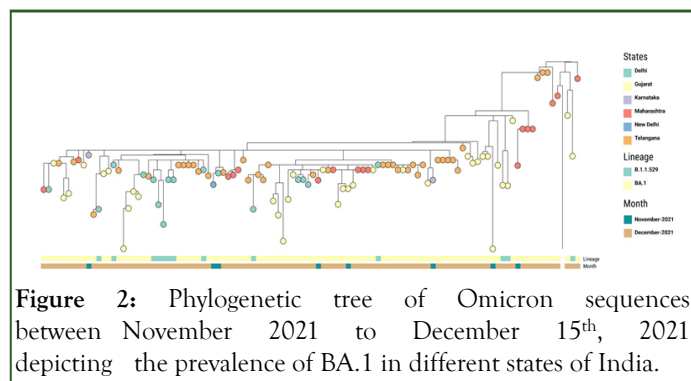 States
Delhi
Gujarat
Karnataka
Maharashtra
New Delhi
Telangana
Lineage
B.1.1.529
BA.1
Month
November-2021
December-2021
Lineage
Month
Figure 2: Phylogenetic tree of Omicron sequences
between November 2021 to December 15th, 2021
depicting the prevalence of BA.1 in different states of India.